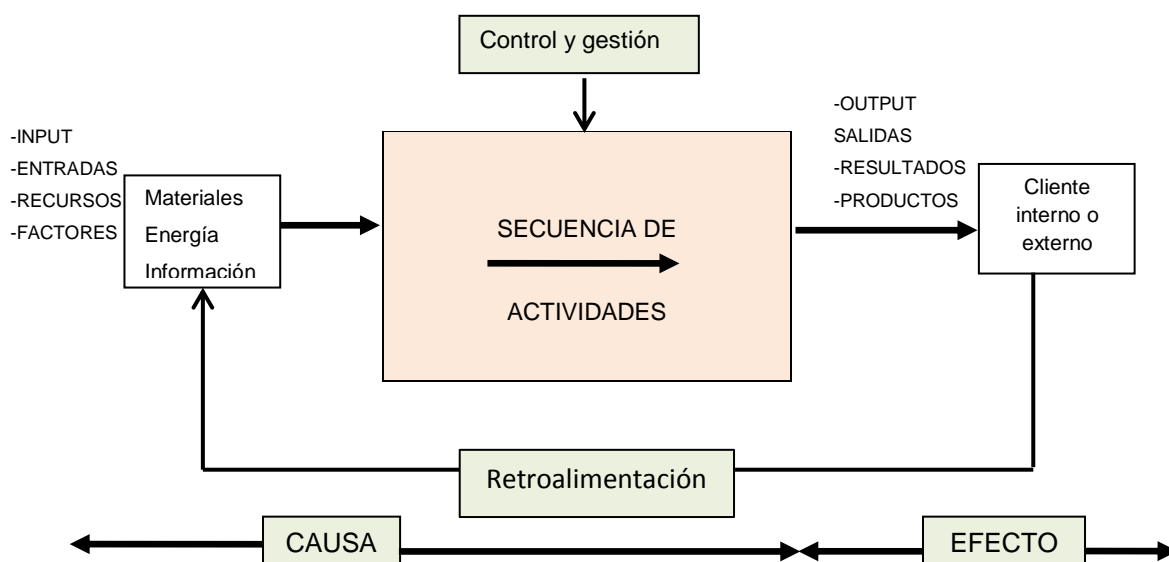 Control y gestión
-INPUT
-ENTRADAS
-RECURSOS
-FACTORES
Materiales
Energía
Información
SECUENCIA DE
ACTIVIDADES
-OUTPUT
SALIDAS
-RESULTADOS
-PRODUCTOS
Cliente
interno o
externo
Retroalimentación
CAUSA
EFECTO